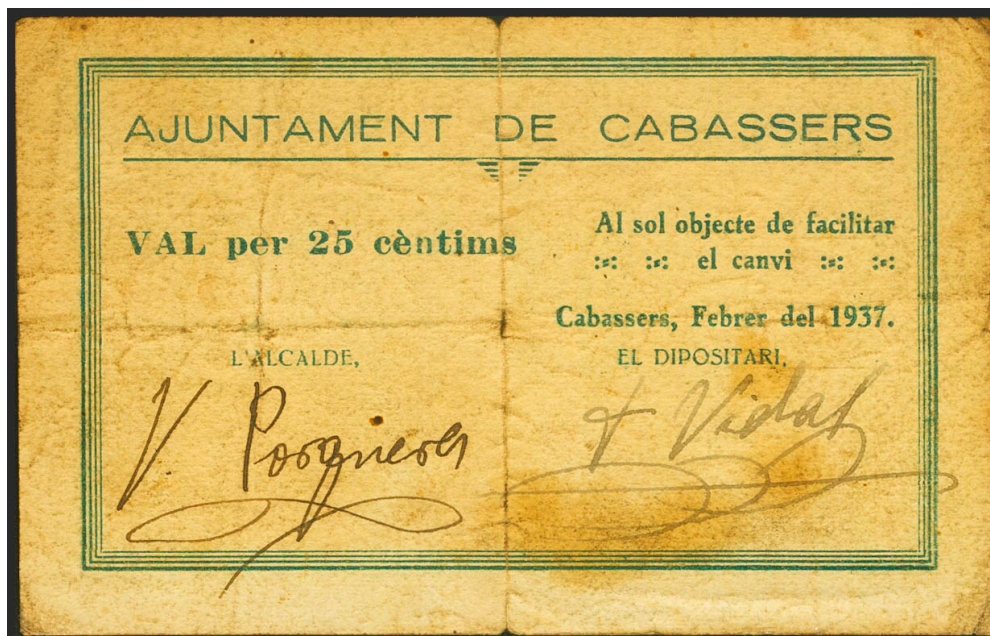 AJUNTAMENT DE CABASSERS
VAL per 25 cèntims
Al sol objecte de facilitar
:=: :=: el canvi :=: :=:
Cabassers, Febrer del 1937.
L'ALCALDE,
EL DIPOSITARI,
V. Porqueras
Vidal